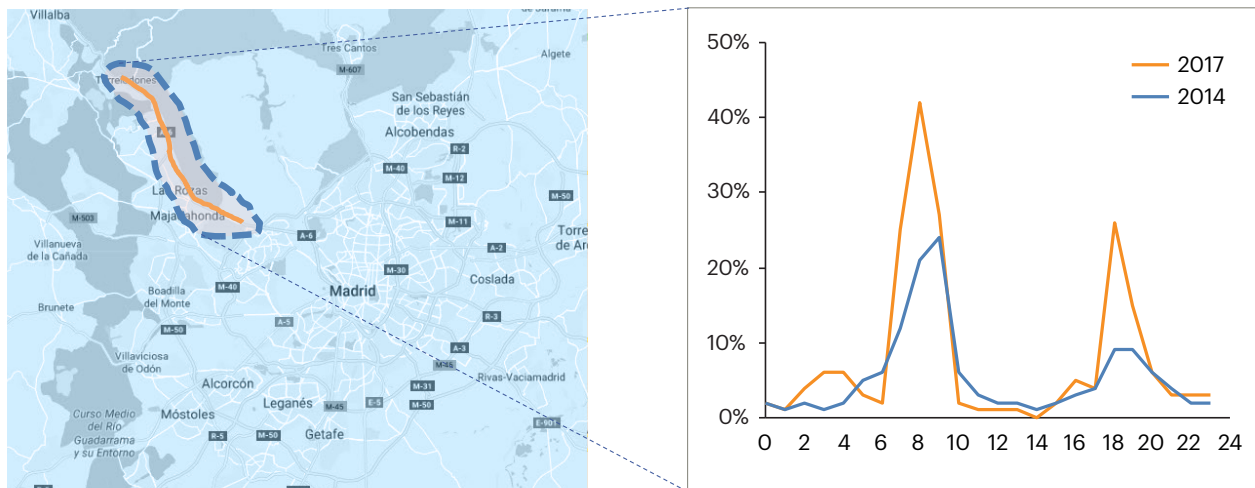 Villalba
Tres Cantos
M-607
Algete
Torrelodones
San Sebastián
de los Reyes
Alcobendas
A-6
R-2
M-40
M-12
M-50
Las Rozas
Majadahonda
M-503
M-11
A-6
Torre
de Ar
A-2
Villanueva
de la Cañada
M-30
Coslada
Boadilla
del Monte
M-40
Madrid
Brunete
R-3
A-5
M-50
A-3
Villaviciosa
de Odón
M-45
Rivas-Vaciamadrid
Alcorcón
M-31
Leganés
E-5
M-45
M-50
Curso Medio
del Río
Guadarrama
y su Entorno
Móstoles
R-5
M-50
Getafe
E-901
50%
40%
30%
20%
10%
0%
2017
2014
0 2 4 6 8 10 12 14 16 18 20 22 24